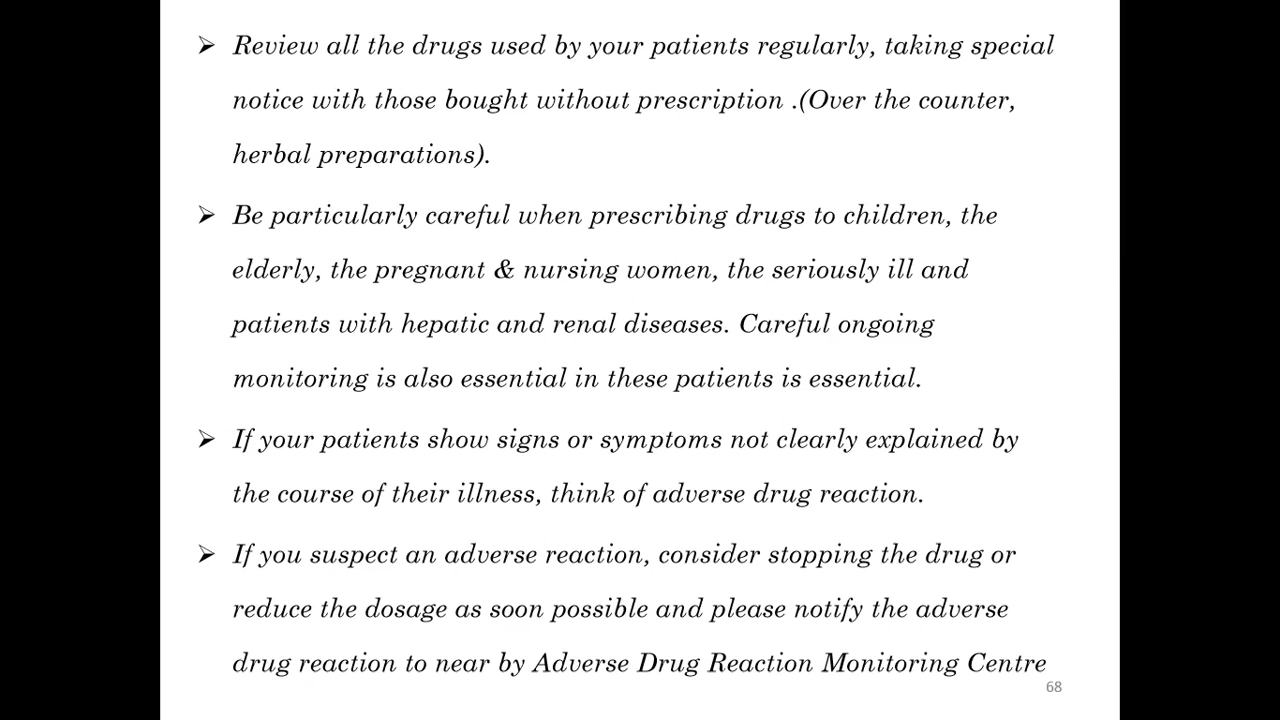 ➢ Review all the drugs used by your patients regularly, taking special
notice with those bought without prescription .(Over the counter,
herbal preparations).
➢ Be particularly careful when prescribing drugs to children, the
elderly, the pregnant & nursing women, the seriously ill and
patients with hepatic and renal diseases. Careful ongoing
monitoring is also essential in these patients is essential.
➢ If your patients show signs or symptoms not clearly explained by
the course of their illness, think of adverse drug reaction.
➢ If you suspect an adverse reaction, consider stopping the drug or
reduce the dosage as soon possible and please notify the adverse
drug reaction to near by Adverse Drug Reaction Monitoring Centre
68